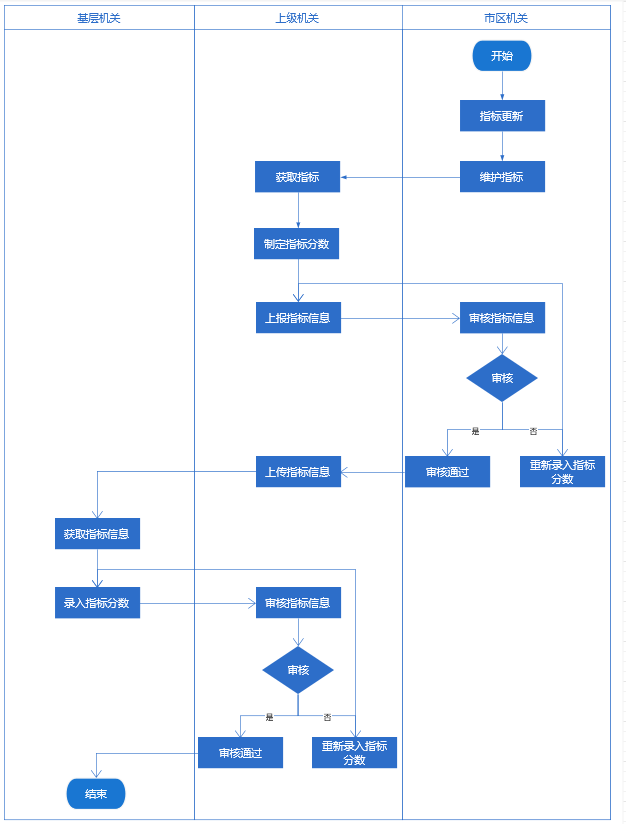 基层机关
上级机关
市区机关
开始
指标更新
获取指标
维护指标
制定指标分数
上报指标信息
审核指标信息
审核
是
否
上传指标信息
审核通过
重新录入指标
分数
获取指标信息
录入指标分数
审核指标信息
审核
是
否
审核通过
重新录入指标
分数
结束